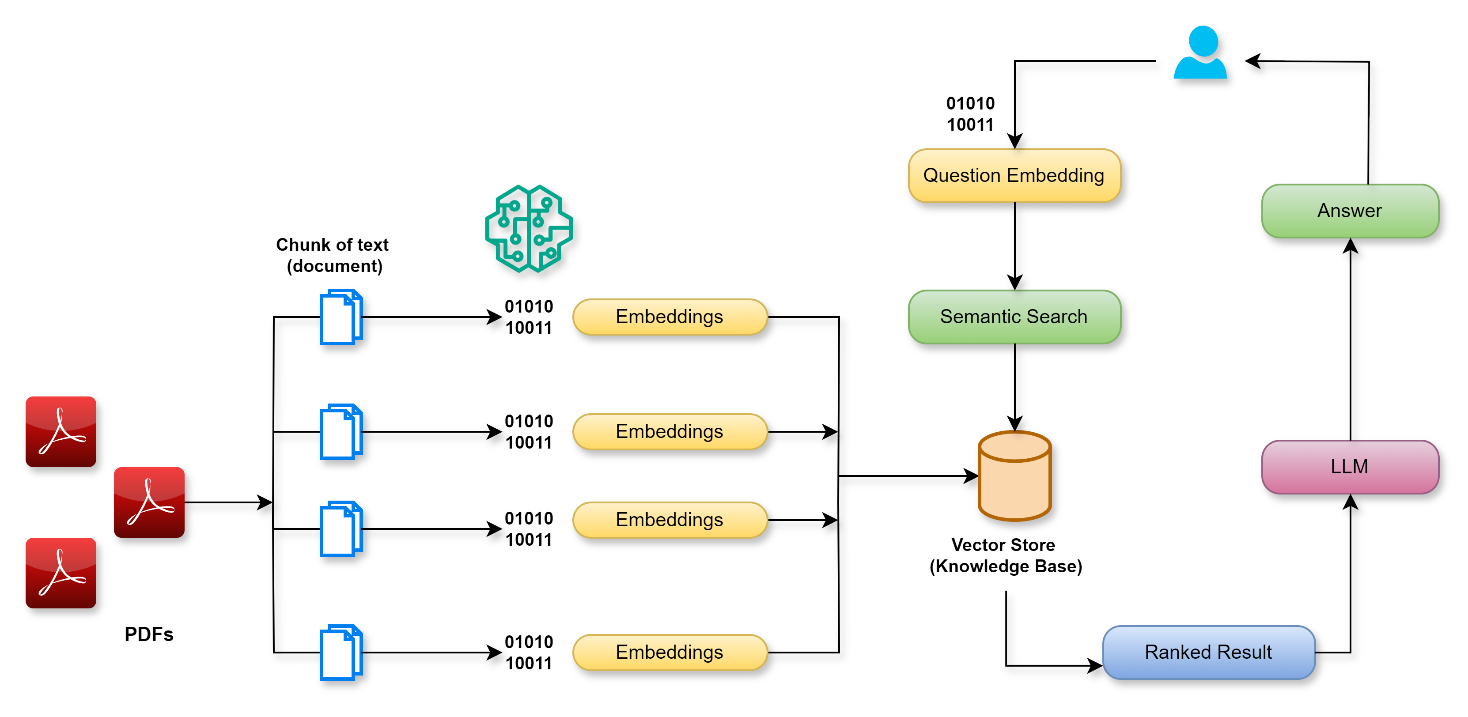 01010
10011
Question Embedding
Answer
Chunk of text
(document)
01010
10011
Embeddings
Semantic Search
01010
10011
Embeddings
LLM
01010
10011
Embeddings
Vector Store
(Knowledge Base)
PDFs
01010
10011
Embeddings
Ranked Result